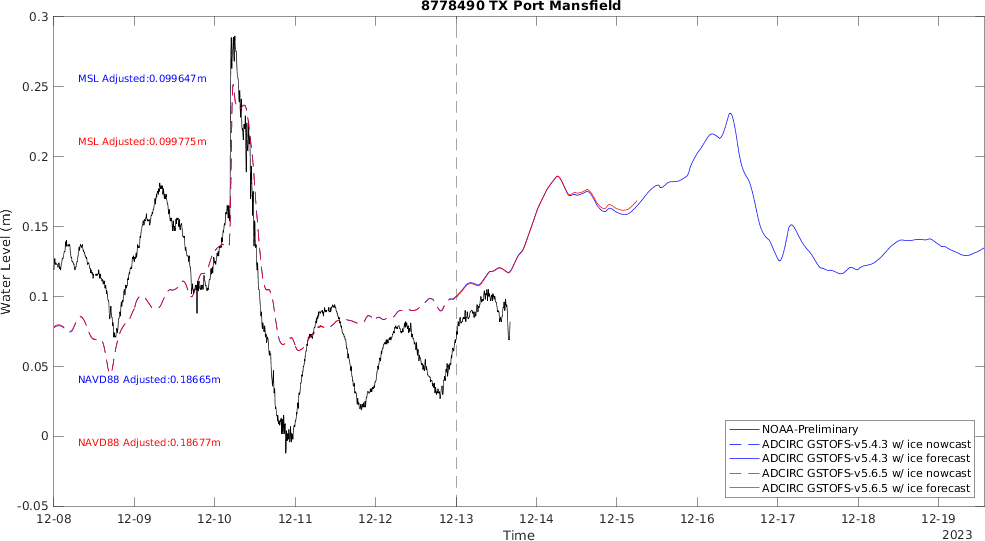 8778490 TX Port Mansfield
0.3
0.25
0.2
0.15
0.1
0.05
0
-0.05
Water Level (m)
MSL Adjusted:0.099647m
MSL Adjusted:0.099775m
NAVD88 Adjusted:0.18665m
NAVD88 Adjusted:0.18677m
NOAA-Preliminary
ADCIRC GSTOFS-v5.4.3 w/ ice nowcast
ADCIRC GSTOFS-v5.4.3 w/ ice forecast
ADCIRC GSTOFS-v5.6.5 w/ ice nowcast
ADCIRC GSTOFS-v5.6.5 w/ ice forecast
12-08 12-09 12-10 12-11 12-12 12-13 12-14 12-15 12-16 12-17 12-18 12-19
Time
2023